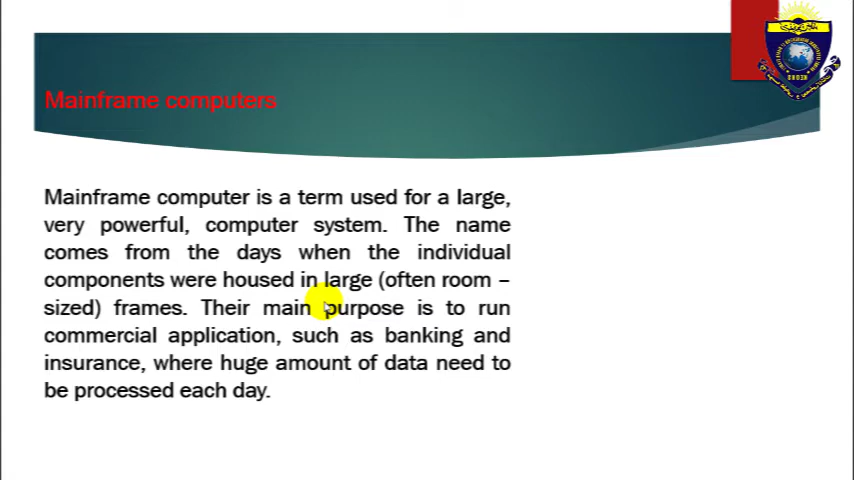 Mainframe computers
Mainframe computer is a term used for a large,
very powerful, computer system. The name
comes from the days when the individual
components were housed in large (often room –
sized) frames. Their main purpose is to run
commercial application, such as banking and
insurance, where huge amount of data need to
be processed each day.